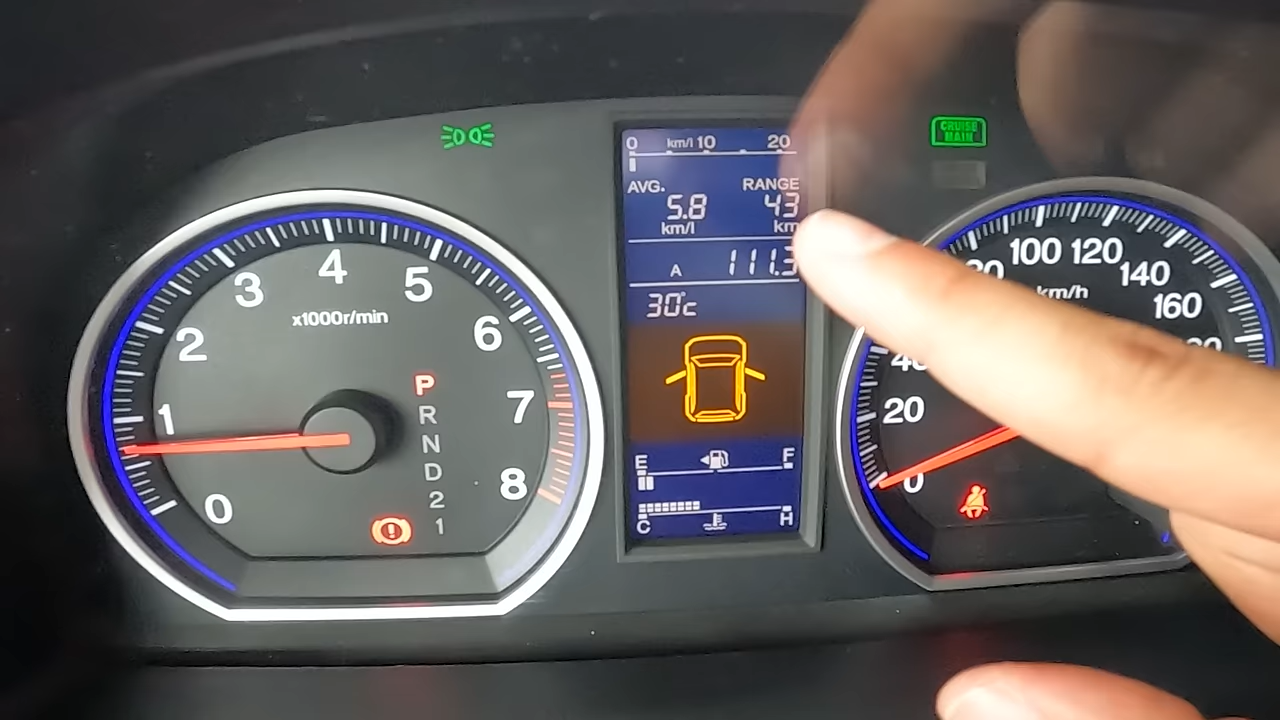 0 km/l 10 20
AVG. RANGE
5.8 43
km/l km
A 111.3
30°c
E F
C H
CRUISE
MAIN
0
1
2
3
4
5
6
7
8
x1000r/min
P
R
N
D
2
1
0
20
40
100
120
140
160
km/h